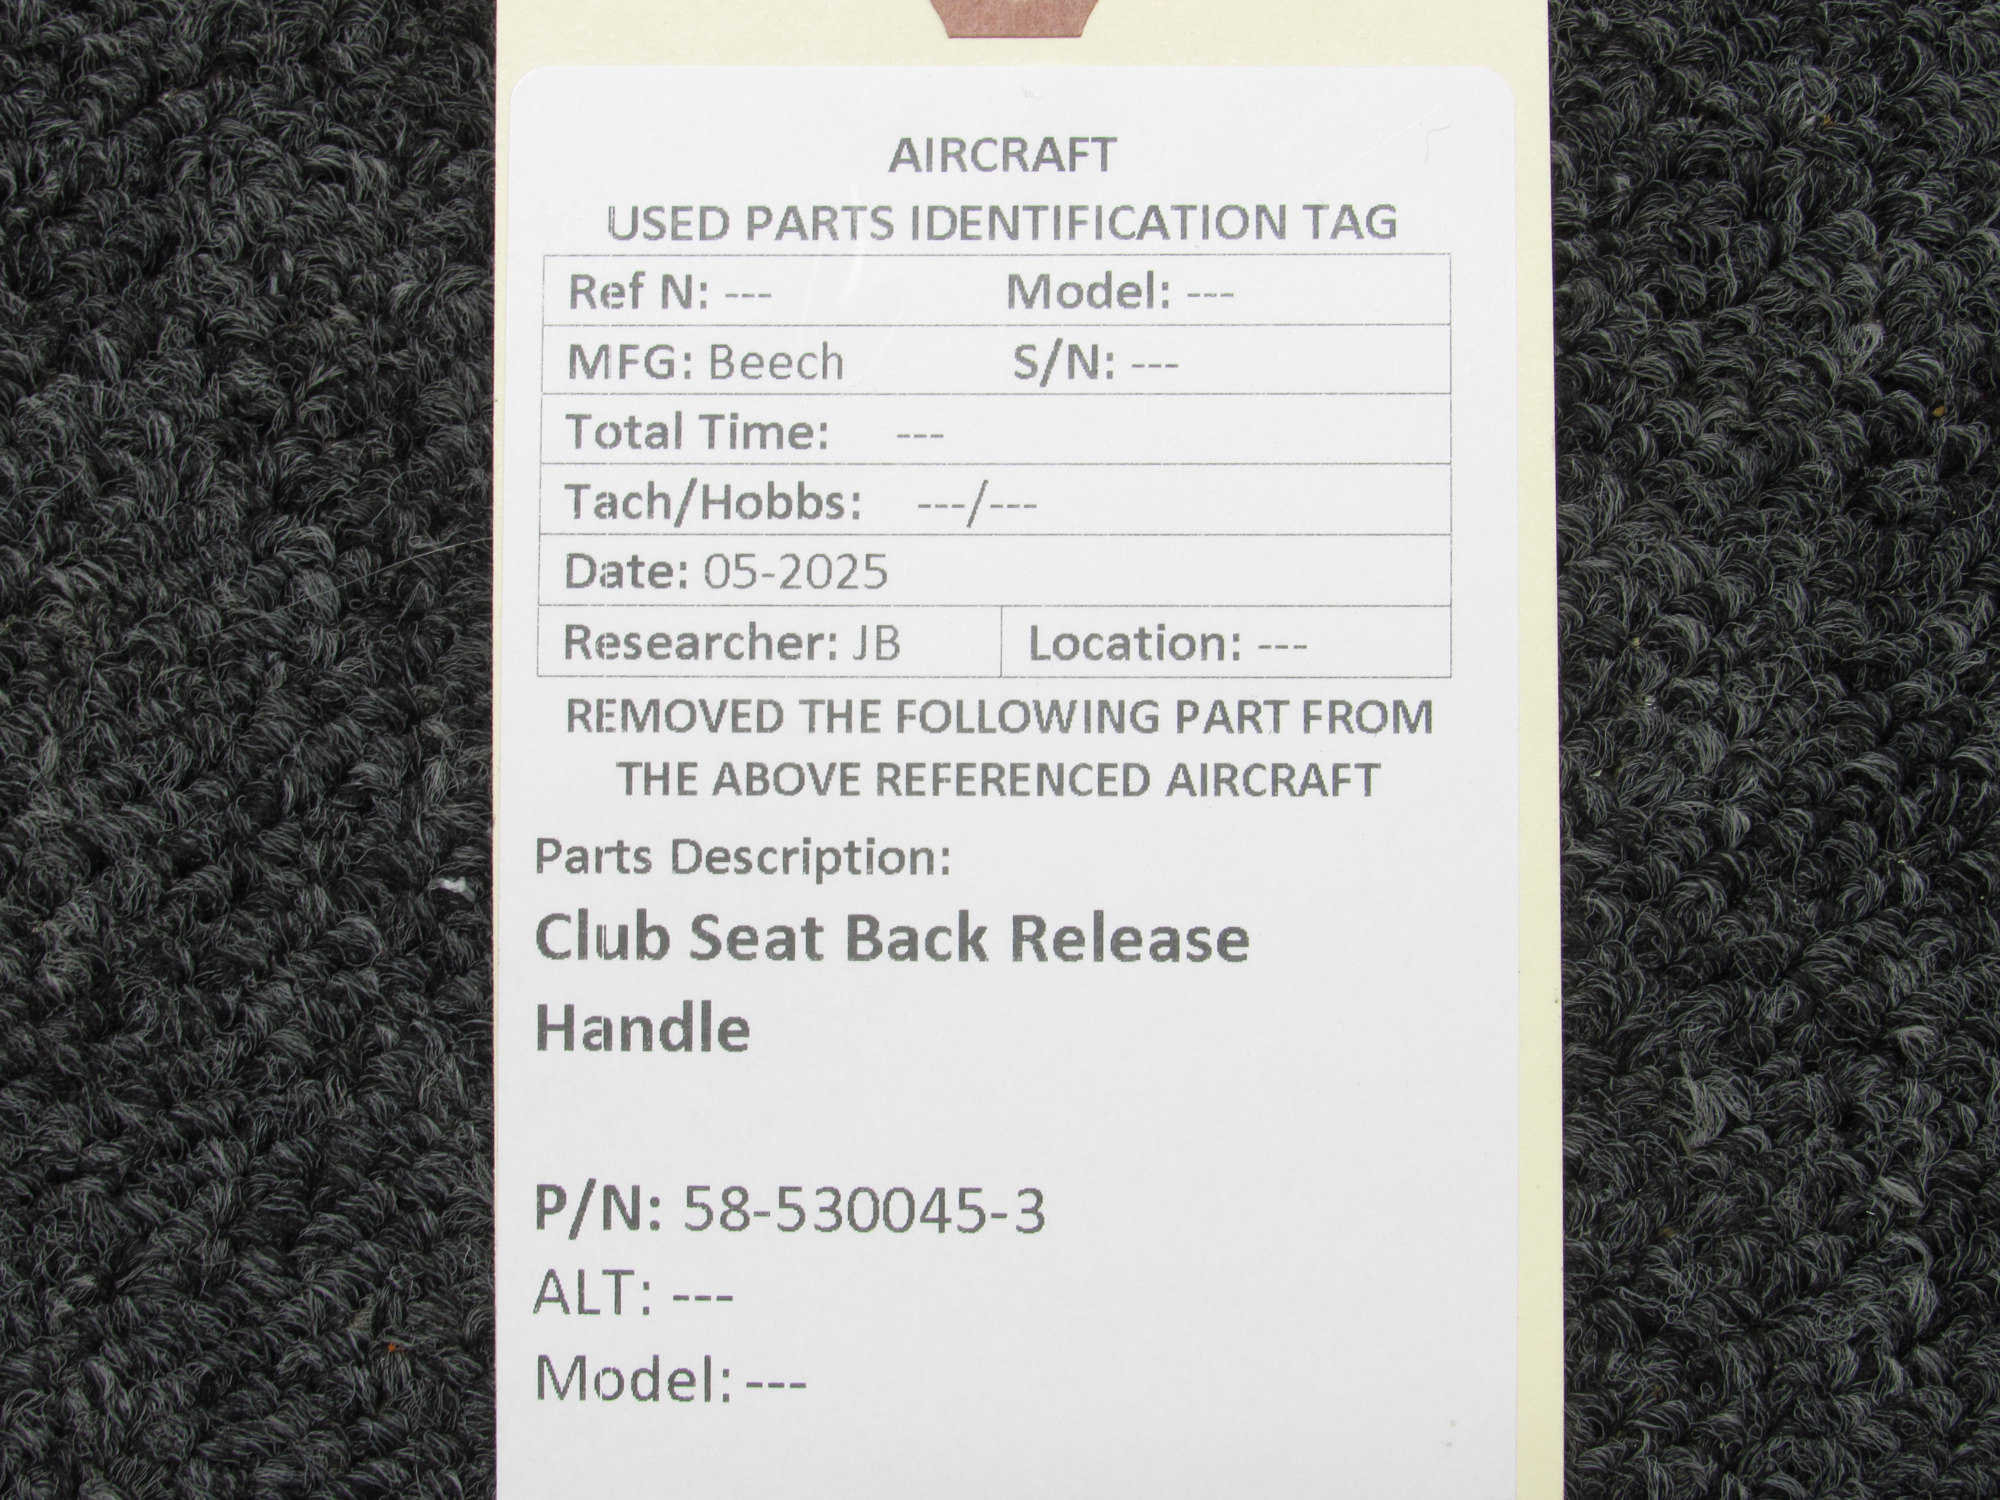 AIRCRAFT
USED PARTS IDENTIFICATION TAG
Ref N: --- Model: ---
MFG: Beech S/N: ---
Total Time: ---
Tach/Hobbs: ---/---
Date: 05-2025
Researcher: JB Location: ---
REMOVED THE FOLLOWING PART FROM
THE ABOVE REFERENCED AIRCRAFT
Parts Description:
Club Seat Back Release
Handle
P/N: 58-530045-3
ALT: ---
Model: ---